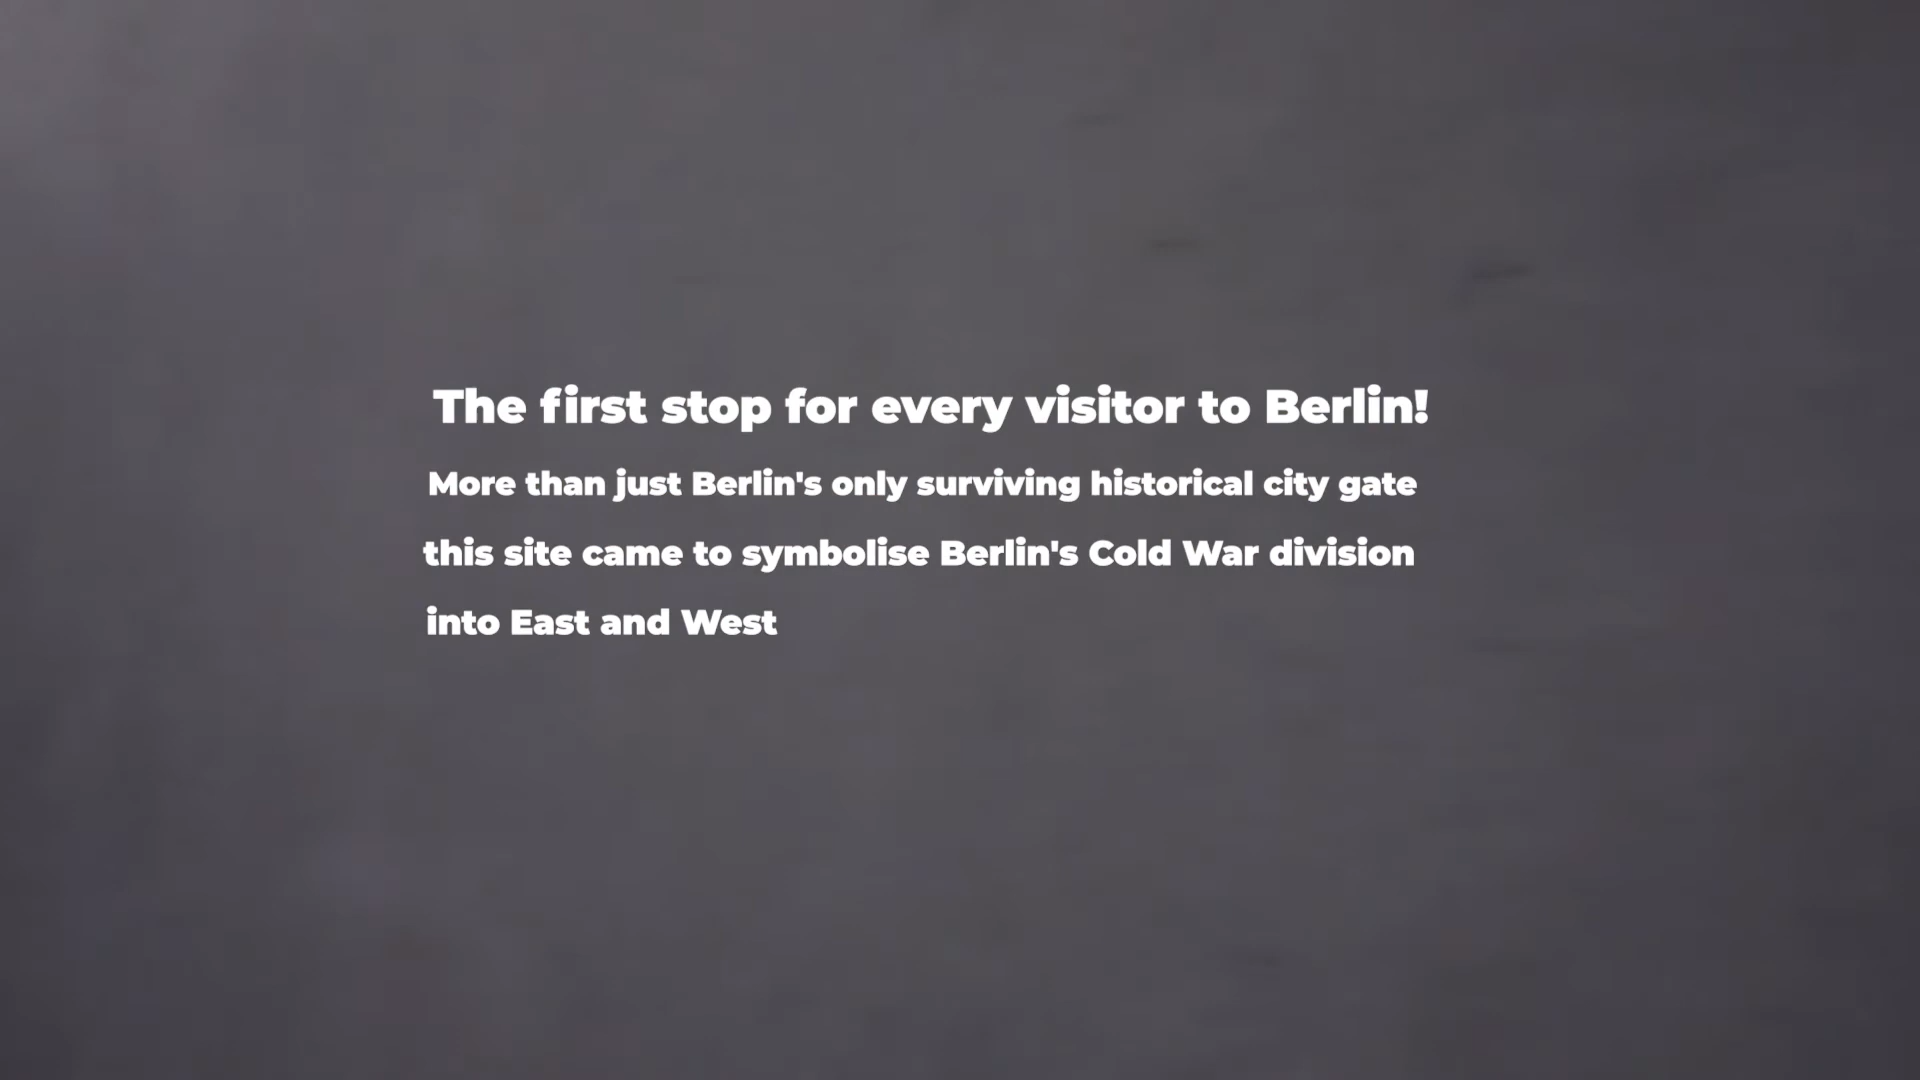 The first stop for every visitor to Berlin!
More than just Berlin's only surviving historical city gate
this site came to symbolise Berlin's Cold War division
into East and West